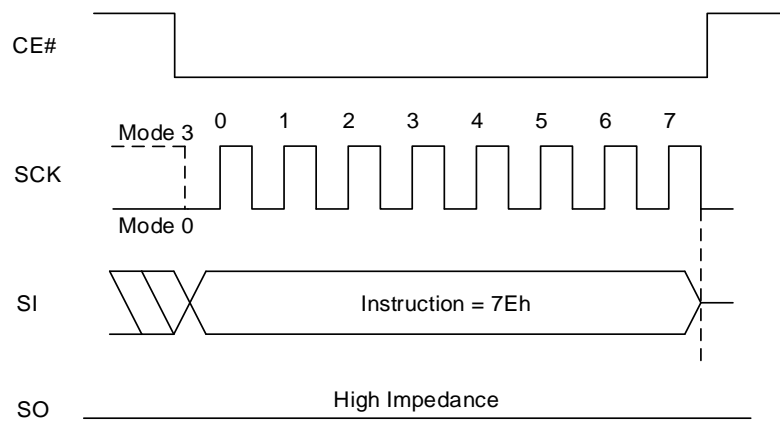 CE#
Mode 3 0 1 2 3 4 5 6 7
SCK
Mode 0
SI Instruction = 7Eh
SO High Impedance